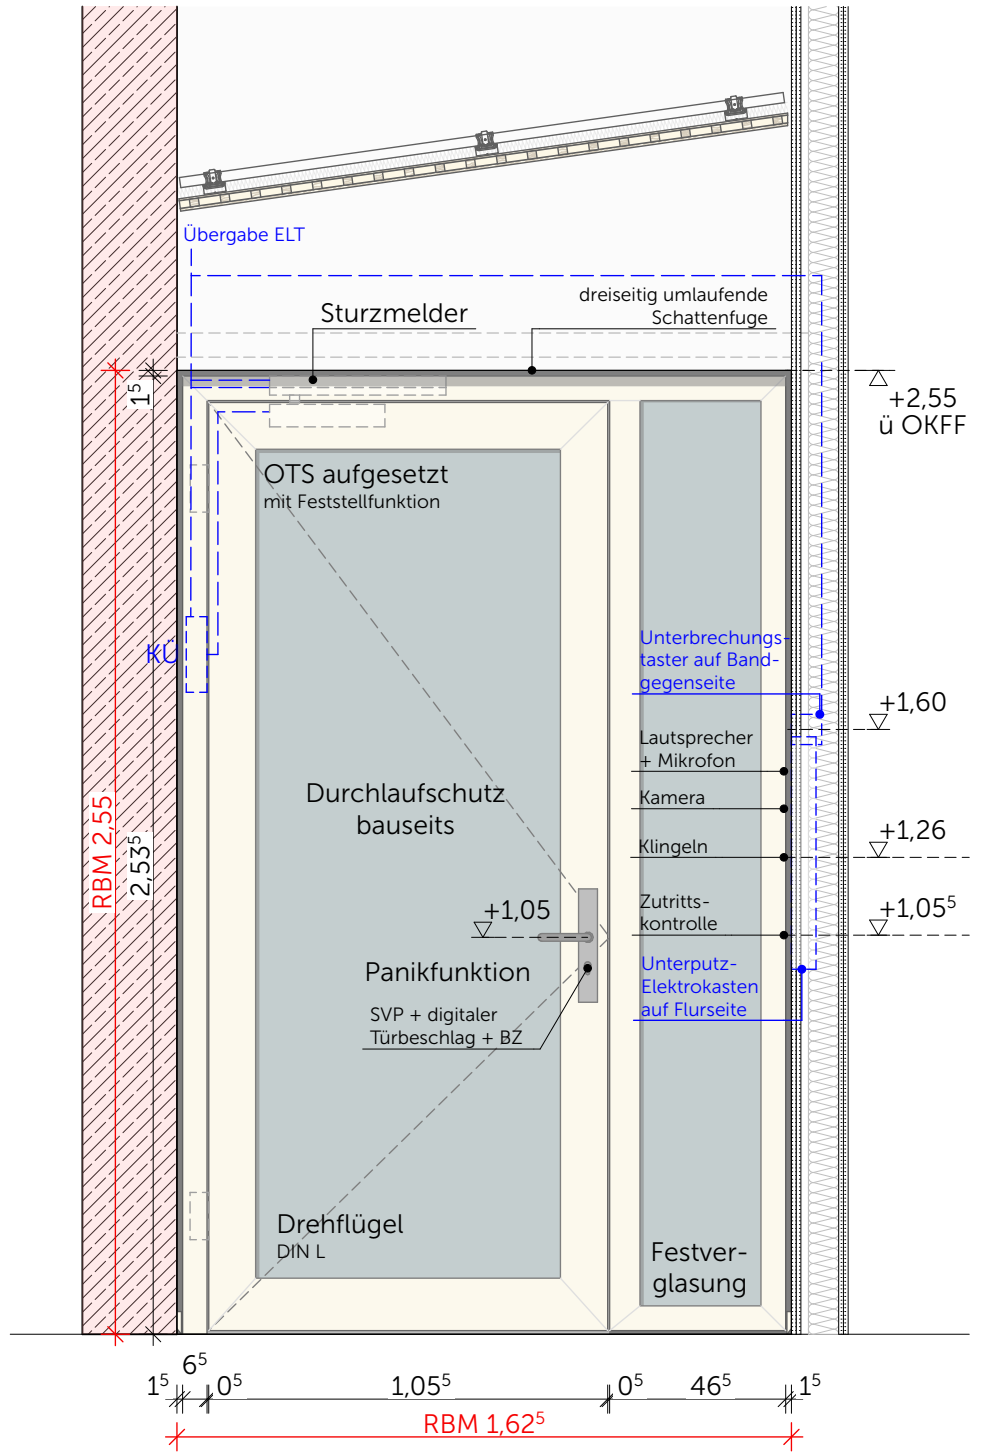 Übergabe ELT
Sturzmelder
dreiseitig umlaufende
Schattenfuge
1⁵
+2,55
ü OKFF
OTS aufgesetzt
mit Feststellfunktion
KÜ
Unterbrechungs-
taster auf Band-
gegenseite
+1,60
Lautsprecher
+ Mikrofon
Kamera
Klingeln
+1,26
Durchlaufschutz
bauseits
RBM 2,55
2,53⁵
Zutritts-
kontrolle
+1,05⁵
+1,05
Panikfunktion
SVP + digitaler
Türbeschlag + BZ
Unterputz-
Elektrokasten
auf Flurseite
Drehflügel
DIN L
Festver-
glasung
1⁵ 6⁵ 0⁵ 1,05⁵ 0⁵ 46⁵ 1⁵
RBM 1,62⁵